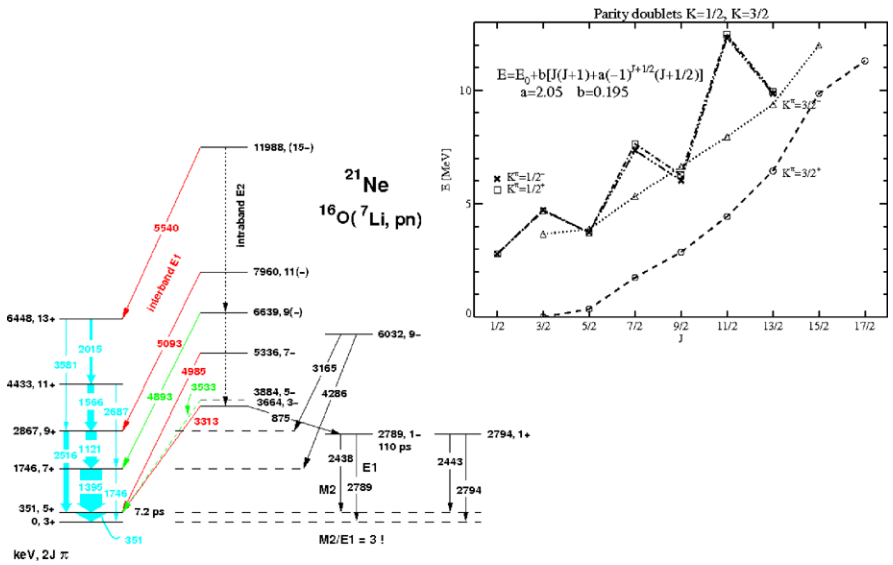 11988, (15-)
21Ne
16O(7Li, pn)
5540
intraband E2
interband E1
7960, 11(-)
6448, 13+
6639, 9(-)
6032, 9-
2015
3581
5093
5336, 7-
3165
4985
3533
4433, 11+
4893
4286
3884, 5-
1566
2687
3664, 3-
3313
875
2867, 9+
2789, 1-
2794, 1+
110 ps
1121
2516
2438
E1
2443
1746, 7+
2789
1395
1746
M2
2794
351, 5+
7.2 ps
0, 3+
351
M2/E1 = 3 !
keV, 2J π
Parity doublets K=1/2, K=3/2
E=E0+b[J(J+1)+a(-1)^J+1/2(J+1/2)]
a=2.05 b=0.195
10
5
0
E [MeV]
Kπ=3/2-
Kπ=1/2-
Kπ=1/2+
Kπ=3/2+
1/2 3/2 5/2 7/2 9/2 11/2 13/2 15/2 17/2
J